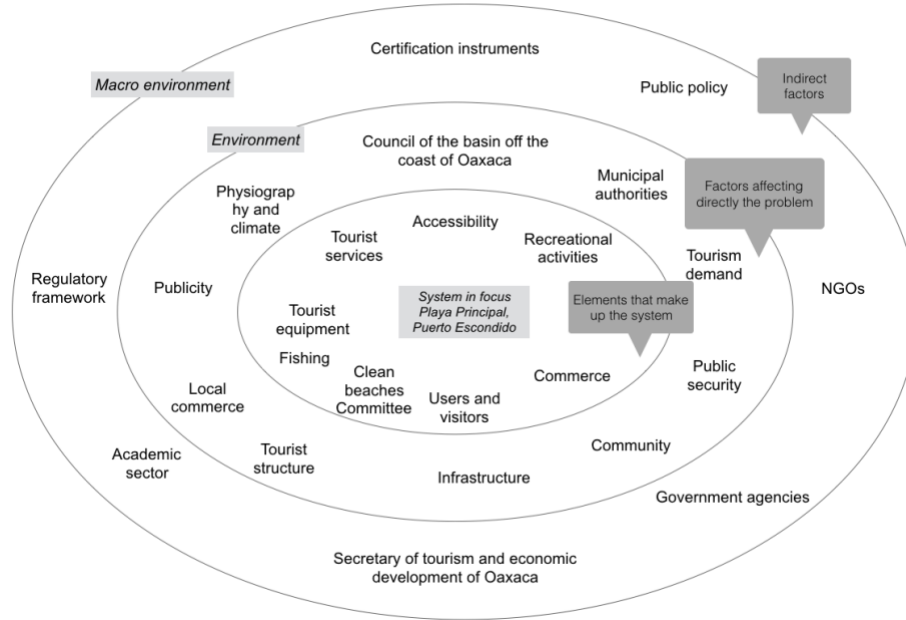 Certification instruments
Macro environment
Public policy
Indirect
factors
Environment
Council of the basin off the
coast of Oaxaca
Municipal
authorities
Factors affecting
directly the problem
Physiograp
hy and
climate
Accessibility
Tourist
services
Recreational
activities
Tourism
demand
Regulatory
framework
Publicity
System in focus
Playa Principal,
Puerto Escondido
Elements that make
up the system
NGOs
Tourist
equipment
Fishing
Clean
beaches
Committee
Users and
visitors
Commerce
Public
security
Local
commerce
Academic
sector
Tourist
structure
Infrastructure
Community
Government agencies
Secretary of tourism and economic
development of Oaxaca